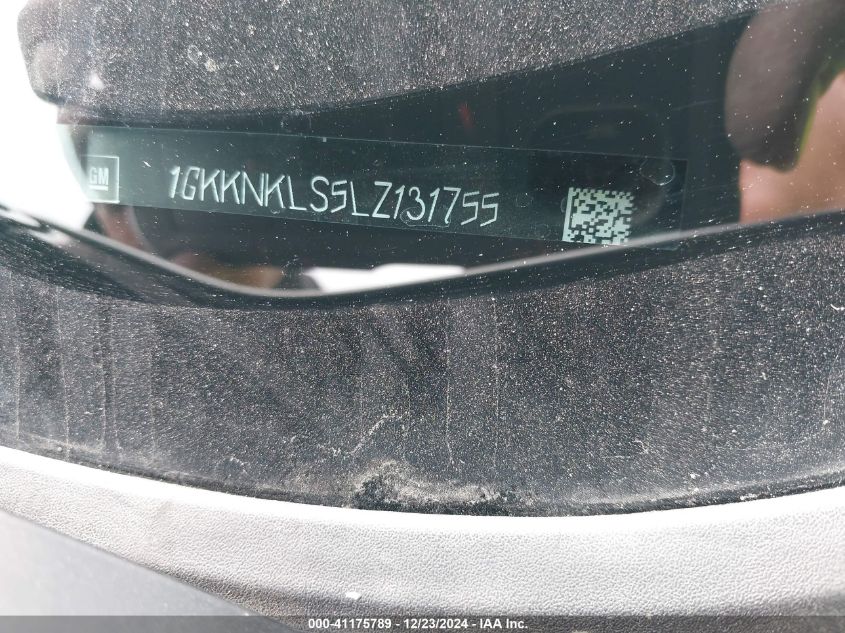 GM
1GKKNKLS5LZ131755
000-41175789 - 12/23/2024 - IAA Inc.